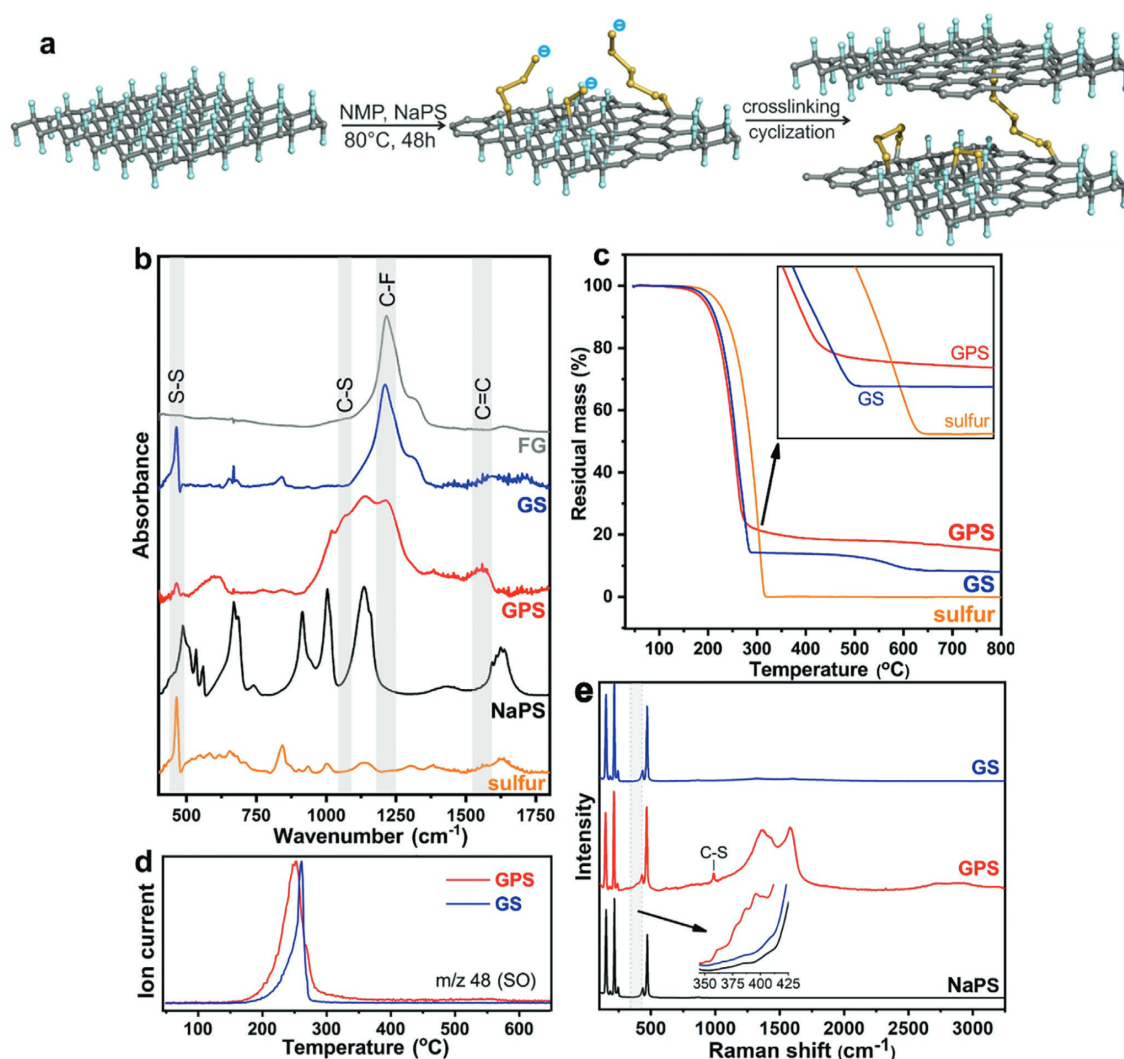 a
NMP, NaPS
80°C, 48h
crosslinking
cyclization
⊖
⊖
⊖
b
S-S
C-S
C-F
C=C
FG
GS
GPS
NaPS
sulfur
Absorbance
500 750 1000 1250 1500 1750
Wavenumber (cm⁻¹)
c
GPS
GS
sulfur
GPS
GS
sulfur
Residual mass (%)
100
80
60
40
20
0
100 200 300 400 500 600 700 800
Temperature (°C)
d
GPS
GS
m/z 48 (SO)
Ion current
100 200 300 400 500 600
Temperature (°C)
e
GS
GPS
C-S
NaPS
350 375 400 425
Intensity
500 1000 1500 2000 2500 3000
Raman shift (cm⁻¹)